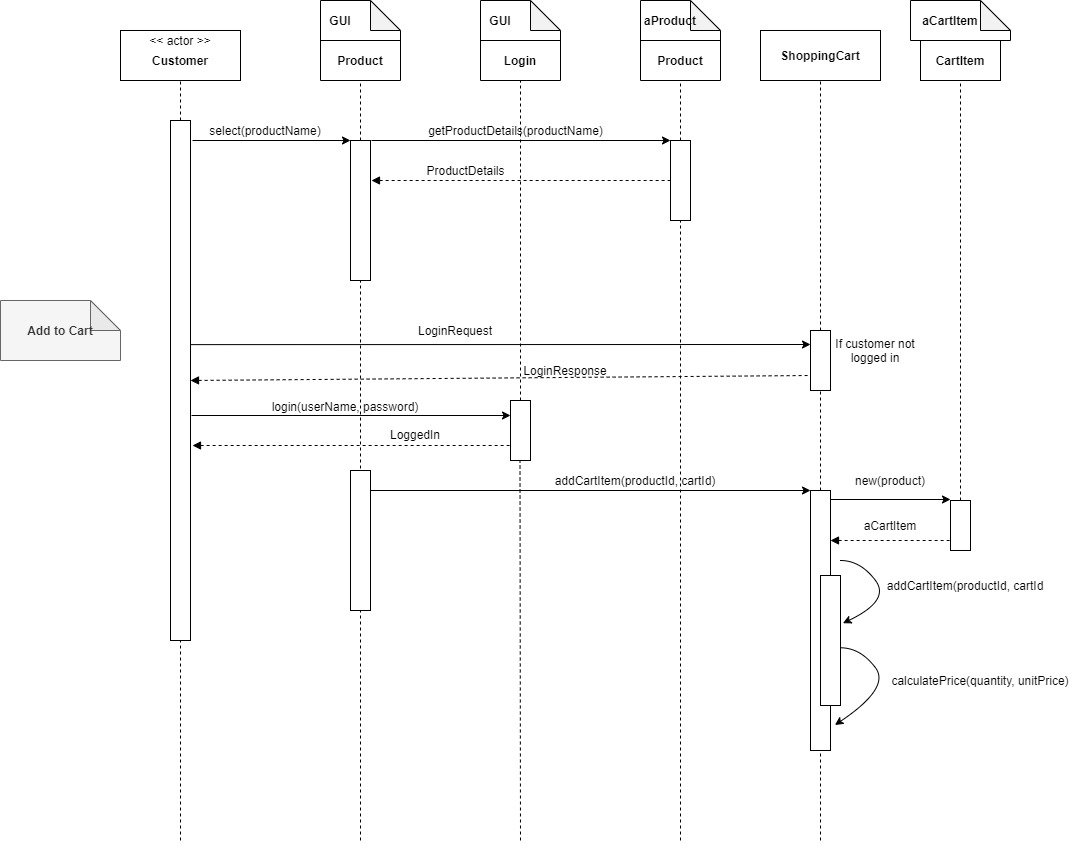 GUI
GUI
aProduct
aCartItem
<< actor >>
Customer
Product
Login
Product
ShoppingCart
CartItem
select(productName)
getProductDetails(productName)
ProductDetails
Add to Cart
LoginRequest
If customer not
logged in
LoginResponse
login(userName, password)
LoggedIn
addCartItem(productId, cartId)
new(product)
aCartItem
addCartItem(productId, cartId
calculatePrice(quantity, unitPrice)